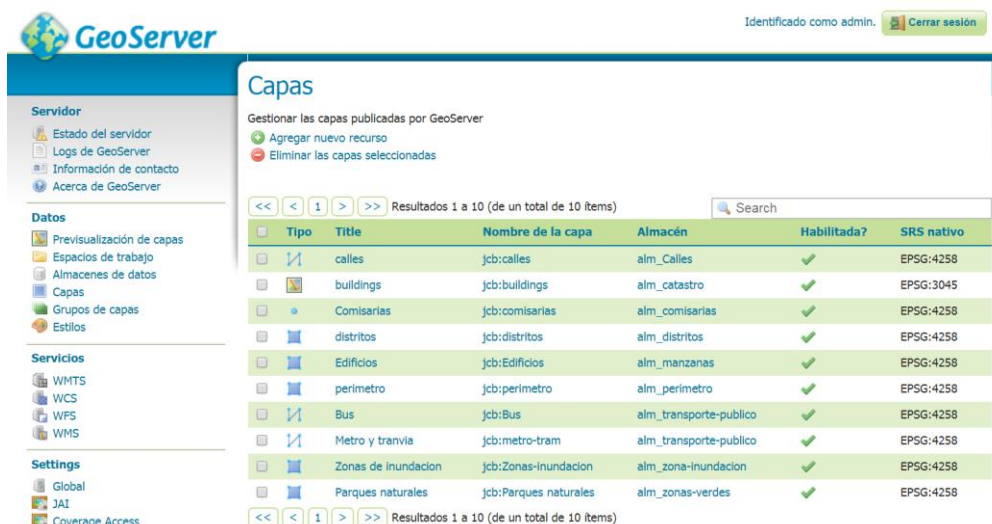 GeoServer
Identificado como admin.
Cerrar sesión
Servidor
Estado del servidor
Logs de GeoServer
Información de contacto
Acerca de GeoServer
Datos
Previsualización de capas
Espacios de trabajo
Almacenes de datos
Capas
Grupos de capas
Estilos
Servicios
WMTS
WCS
WFS
WMS
Settings
Global
JAI
Coverage Access
Capas
Gestionar las capas publicadas por GeoServer
Agregar nuevo recurso
Eliminar las capas seleccionadas
<< < 1 > >> Resultados 1 a 10 (de un total de 10 ítems)
Search
Tipo Title Nombre de la capa Almacén Habilitada? SRS nativo
calles jcb:calles alm_Calles EPSG:4258
buildings jcb:buildings alm_catastro EPSG:3045
Comisarias jcb:comisarias alm_comisarias EPSG:4258
distritos jcb:distritos alm_distritos EPSG:4258
Edificios jcb:Edificios alm_manzanas EPSG:4258
perimetro jcb:perimetro alm_perimetro EPSG:4258
Bus jcb:Bus alm_transporte-publico EPSG:4258
Metro y tranvia jcb:metro-tram alm_transporte-publico EPSG:4258
Zonas de inundacion jcb:Zonas-inundacion alm_zona-inundacion EPSG:4258
Parques naturales jcb:Parques naturales alm_zonas-verdes EPSG:4258
<< < 1 > >> Resultados 1 a 10 (de un total de 10 ítems)